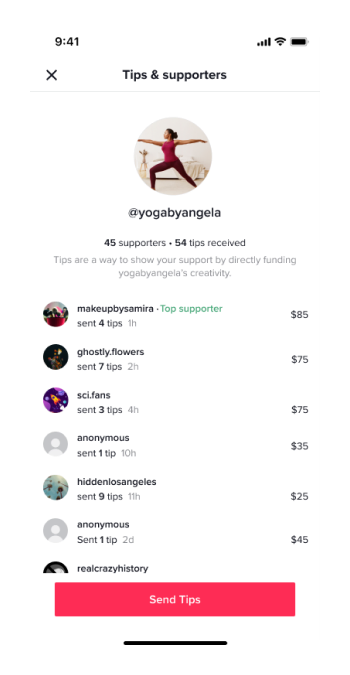 9:41
Tips & supporters
@yogabyangela
45 supporters • 54 tips received
Tips are a way to show your support by directly funding
yogabyangela's creativity.
makeupbysamira · Top supporter
sent 4 tips 1h
$85
ghostly.flowers
sent 7 tips 2h
$75
sci.fans
sent 3 tips 4h
$75
anonymous
sent 1 tip 10h
$35
hiddenlosangeles
sent 9 tips 11h
$25
anonymous
Sent 1 tip 2d
$45
realcrazyhistory
Send Tips